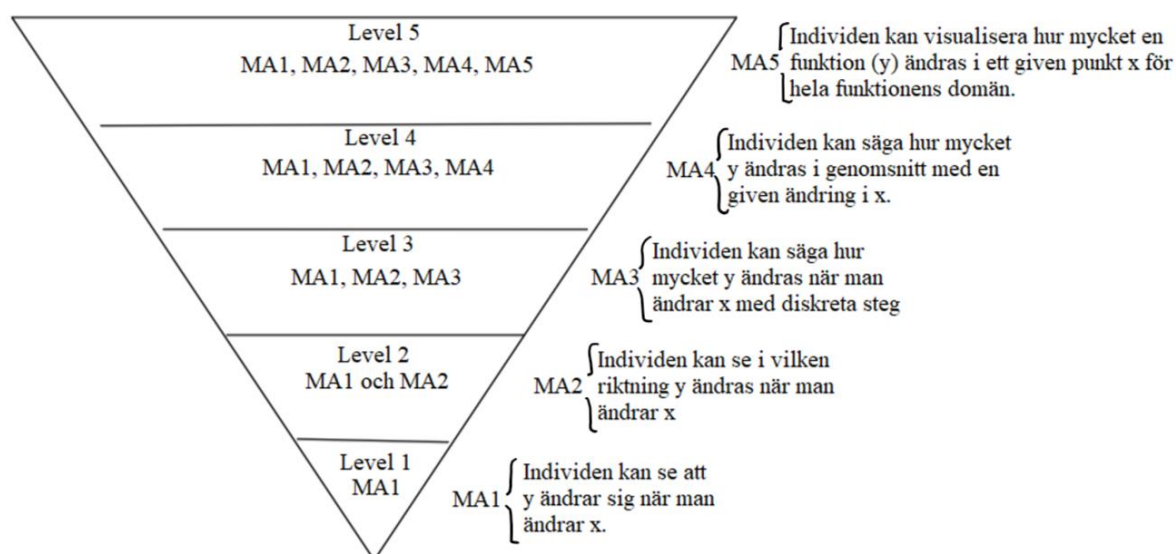 Level 5
MA1, MA2, MA3, MA4, MA5
MA5
Individen kan visualisera hur mycket en
funktion (y) ändras i ett given punkt x för
hela funktionens domän.
Level 4
MA1, MA2, MA3, MA4
MA4
Individen kan säga hur mycket
y ändras i genomsnitt med en
given ändring i x.
Level 3
MA1, MA2, MA3
MA3
Individen kan säga hur
mycket y ändras när man
ändrar x med diskreta steg
Level 2
MA1 och MA2
MA2
Individen kan se i vilken
riktning y ändras när man
ändrar x
Level 1
MA1
MA1
Individen kan se att
y ändrar sig när man
ändrar x.